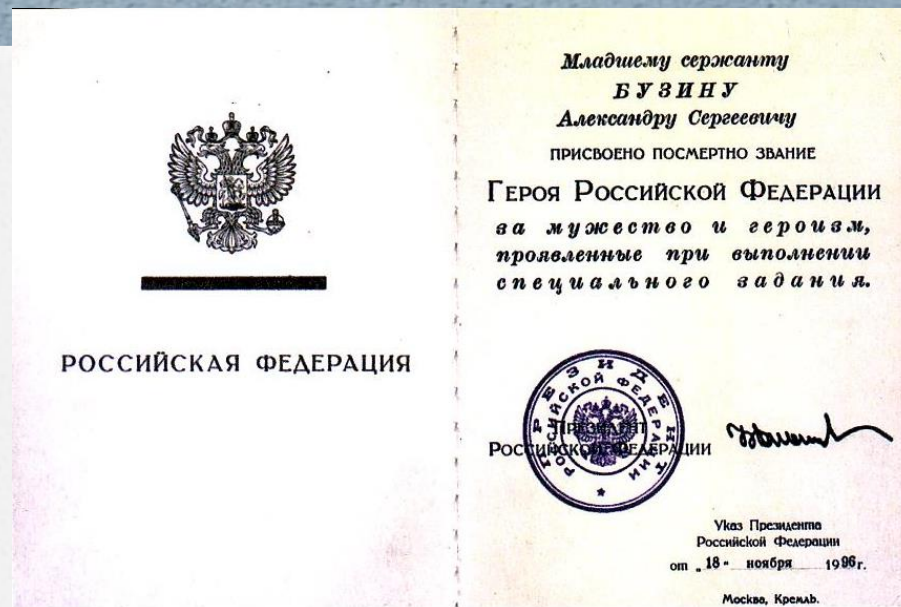 РОССИЙСКАЯ ФЕДЕРАЦИЯ
Младшему сержанту
БУЗИНУ
Александру Сергеевичу
ПРИСВОЕНО ПОСМЕРТНО ЗВАНИЕ
ГЕРОЯ РОССИЙСКОЙ ФЕДЕРАЦИИ
за мужество и героизм,
проявленные при выполнении
специального задания.
ПРЕЗИДЕНТ
РОССИЙСКОЙ ФЕДЕРАЦИИ
ПРЕЗИДЕНТ
РОССИЙСКОЙ ФЕДЕРАЦИИ
Указ Президента
Российской Федерации
от „18" ноября 1996г.
Москва, Кремль.